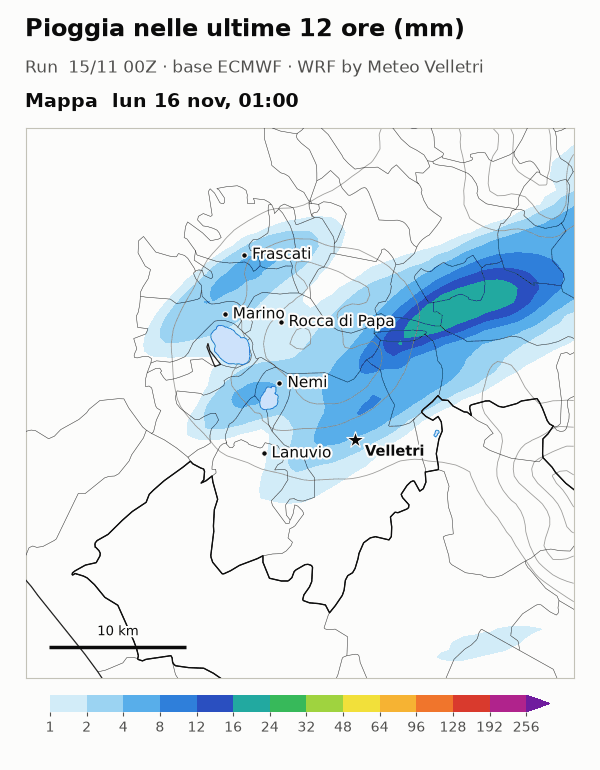 Pioggia nelle ultime 12 ore (mm)
Run  15/11 00Z · base ECMWF · WRF by Meteo Velletri
Mappa  lun 16 nov, 01:00
Frascati
Marino
Rocca di Papa
Nemi
Velletri
Lanuvio
10 km
1 2 4 8 12 16 24 32 48 64 96 128 192 256